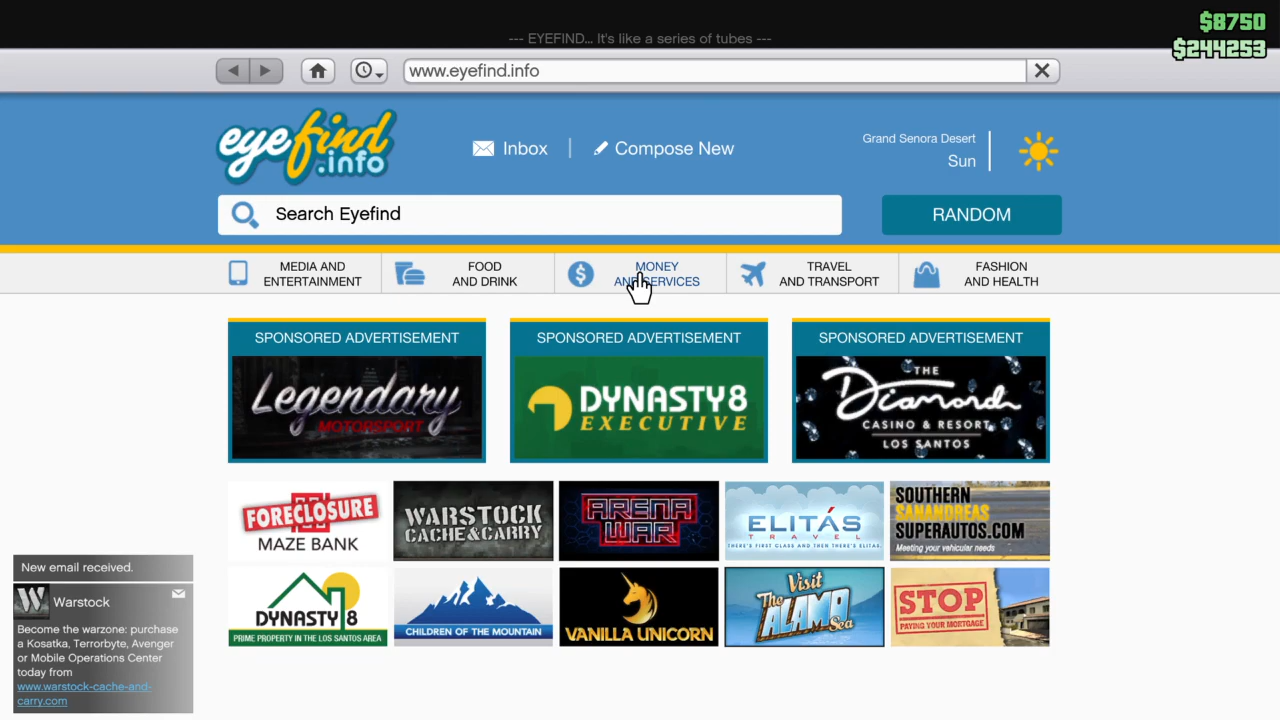 $8750
--- EYEFIND... It's like a series of tubes ---
$244253
www.eyefind.info
eyefind
.info
Inbox
Compose New
Grand Senora Desert
Sun
Search Eyefind
RANDOM
MEDIA AND
ENTERTAINMENT
FOOD
AND DRINK
MONEY
AND SERVICES
TRAVEL
AND TRANSPORT
FASHION
AND HEALTH
SPONSORED ADVERTISEMENT
Legendary
MOTORSPORT
SPONSORED ADVERTISEMENT
DYNASTY 8
EXECUTIVE
SPONSORED ADVERTISEMENT
THE
Diamond
CASINO & RESORT
LOS SANTOS
FORECLOSURE
MAZE BANK
WARSTOCK
CACHE & CARRY
ARENA
WAR
ELITÁS
TRAVEL
THERE'S FIRST CLASS AND THEN THERE'S ELITAS.
SOUTHERN
SANANDREAS
SUPERAUTOS.COM
Meeting your vehicular needs
DYNASTY 8
PRIME PROPERTY IN THE LOS SANTOS AREA
CHILDREN OF THE MOUNTAIN
VANILLA UNICORN
Visit
The ALAMO
Sea
STOP
PAYING YOUR MORTGAGE
New email received.
W
Warstock
Become the warzone: purchase
a Kosatka, Terrorbyte, Avenger
or Mobile Operations Center
today from
www.warstock-cache-and-
carry.com